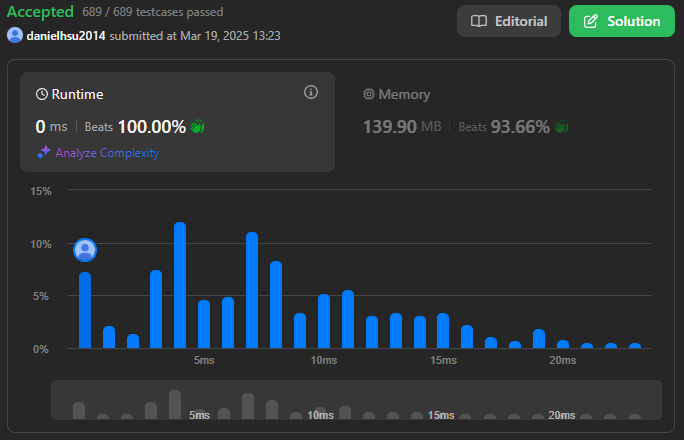 Accepted 689 / 689 testcases passed
Editorial
Solution
danielhsu2014 submitted at Mar 19, 2025 13:23
Runtime
Memory
0 ms Beats 100.00%
139.90 MB Beats 93.66%
Analyze Complexity
15%
10%
5%
0%
5ms 10ms 15ms 20ms
5ms 10ms 15ms 20ms